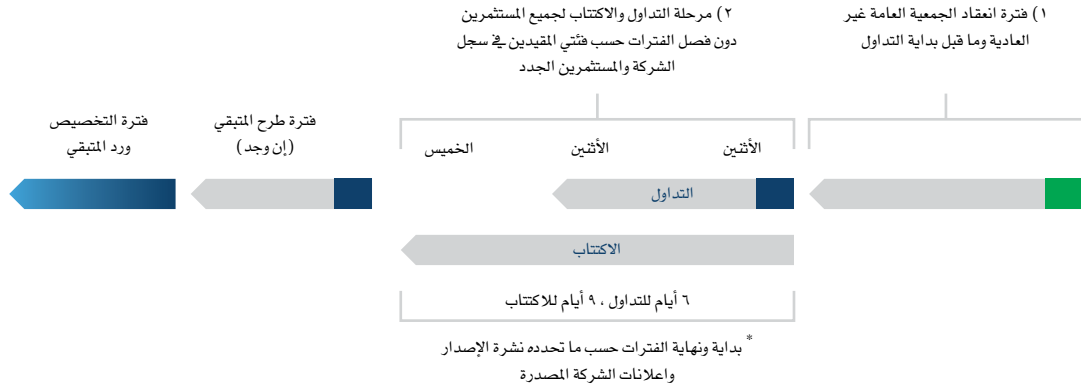 ١) فترة انعقاد الجمعية العامة غير
العادية وما قبل بداية التداول
٢) مرحلة التداول والاكتتاب لجميع المستثمرين
دون فصل الفترات حسب فئتي المقيدين في سجل
الشركة والمستثمرين الجدد
فترة طرح المتبقي
(إن وجد)
فترة التخصيص
ورد المتبقي
الأثنين
الأثنين
الخميس
التداول
الاكتتاب
٦ أيام للتداول ، ٩ أيام للاكتتاب
* بداية ونهاية الفترات حسب ما تحدده نشرة الإصدار
واعلانات الشركة المصدرة